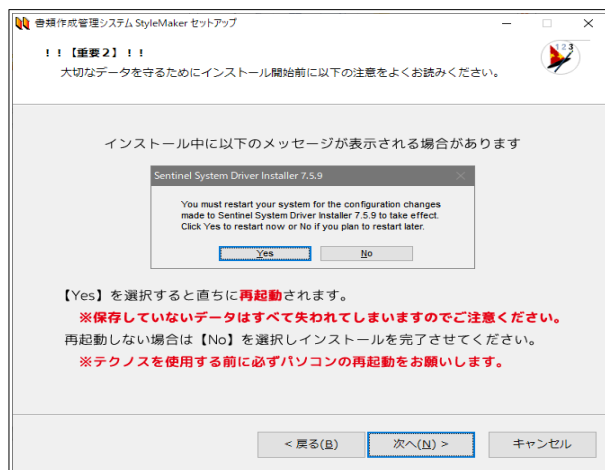 書類作成管理システム StyleMaker セットアップ
！！【重要２】！！
大切なデータを守るためにインストール開始前に以下の注意をよくお読みください。
1 2 3
インストール中に以下のメッセージが表示される場合があります
Sentinel System Driver Installer 7.5.9
You must restart your system for the configuration changes
made to Sentinel System Driver Installer 7.5.9 to take effect.
Click Yes to restart now or No if you plan to restart later.
Yes No
【Yes】を選択すると直ちに再起動されます。
※保存していないデータはすべて失われてしまいますのでご注意ください。
再起動しない場合は【No】を選択しインストールを完了させてください。
※テクノスを使用する前に必ずパソコンの再起動をお願いします。
< 戻る(B) 次へ(N) > キャンセル